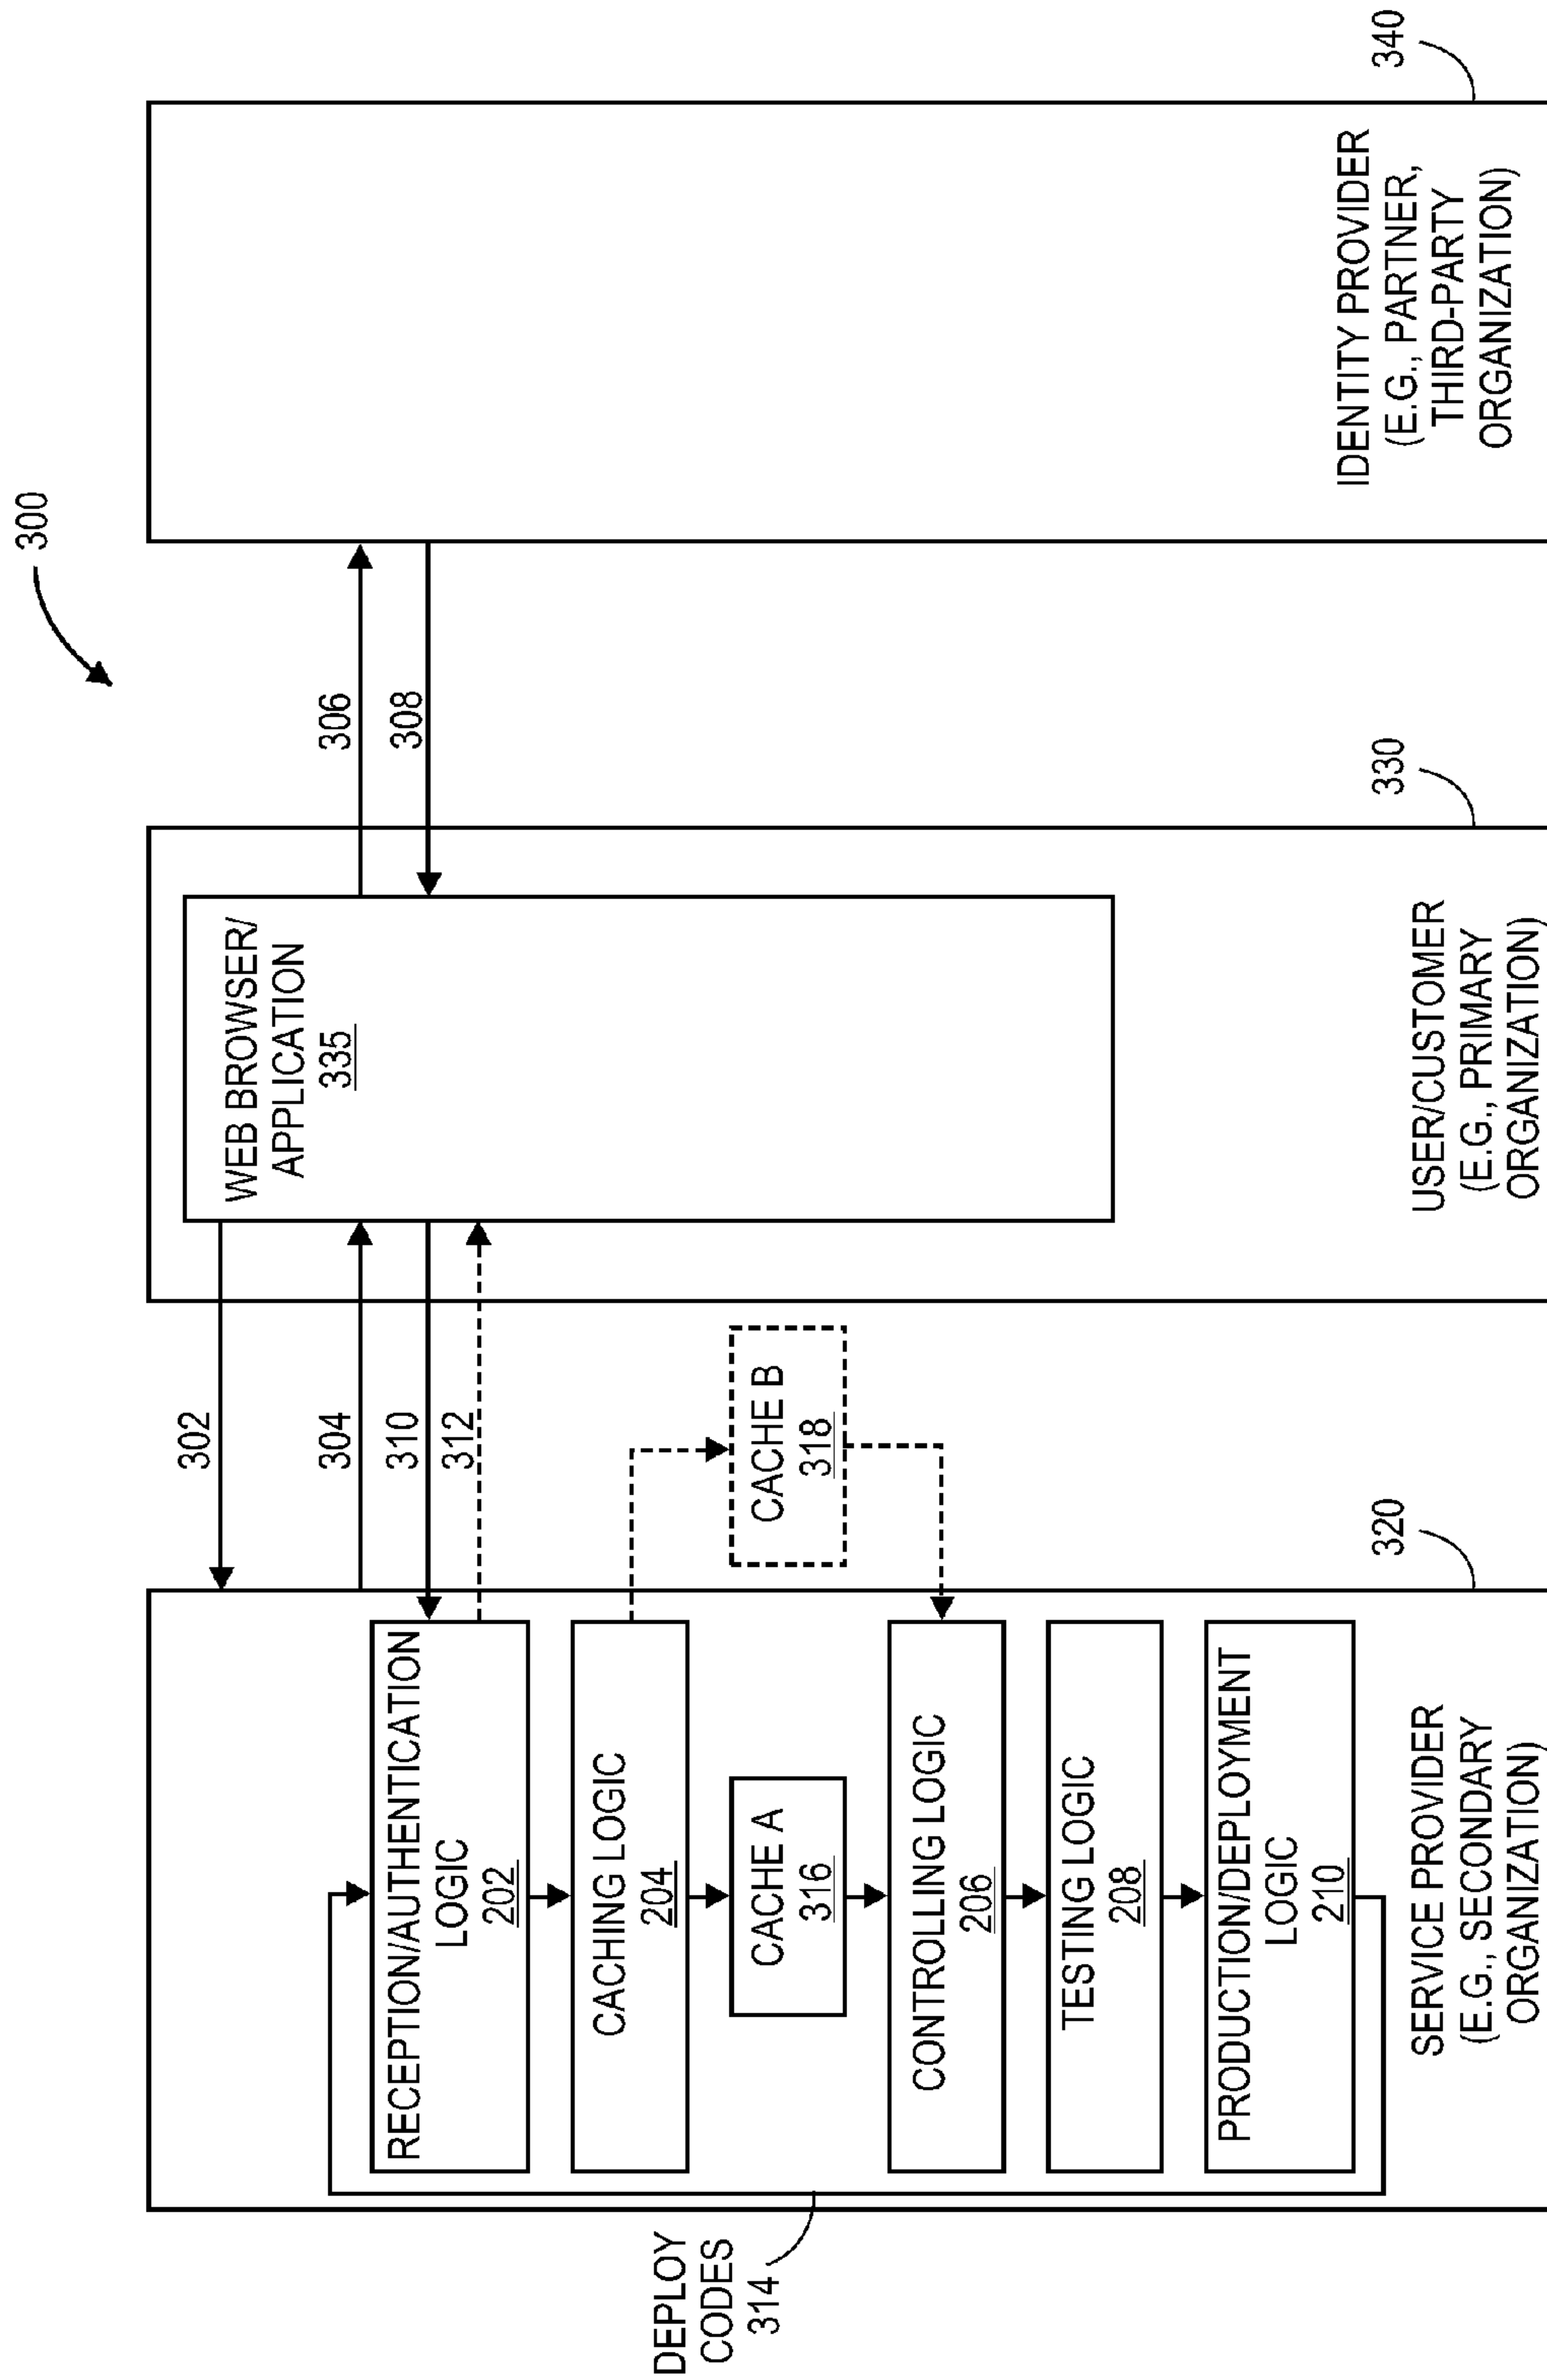 300
302
304
310
312
306
308
RECEPTION/AUTHENTICATION
LOGIC
202
CACHING LOGIC
204
CACHE A
316
CONTROLLING LOGIC
206
TESTING LOGIC
208
PRODUCTION/DEPLOYMENT
LOGIC
210
DEPLOY
CODES
314
CACHE B
318
WEB BROWSER/
APPLICATION
335
320
SERVICE PROVIDER
(E.G., SECONDARY
ORGANIZATION)
330
USER/CUSTOMER
(E.G., PRIMARY
ORGANIZATION)
340
IDENTITY PROVIDER
(E.G., PARTNER,
THIRD-PARTY
ORGANIZATION)